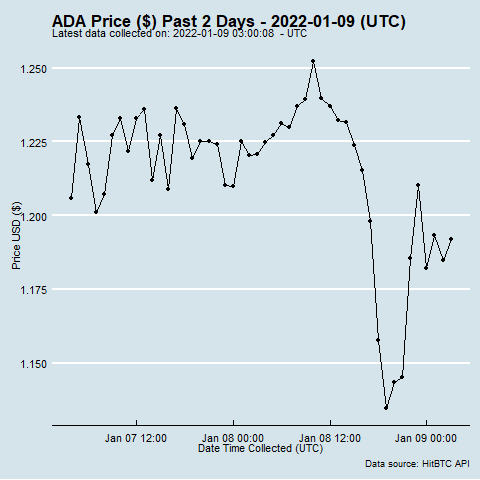 ADA Price ($) Past 2 Days - 2022-01-09 (UTC)
Latest data collected on: 2022-01-09 03:00:08  - UTC
1.250
1.225
1.200
1.175
1.150
Price USD ($)
Jan 07 12:00
Jan 08 00:00
Jan 08 12:00
Jan 09 00:00
Date Time Collected (UTC)
Data source: HitBTC API